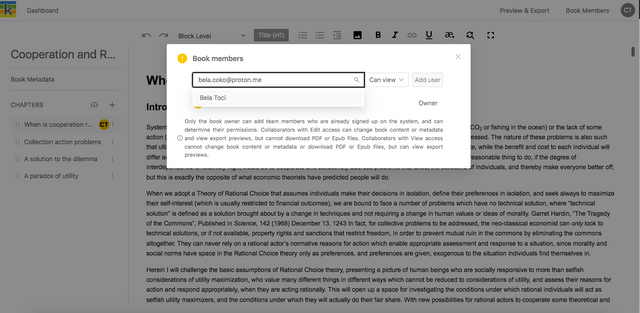 Dashboard
Preview & Export
Book Members
CT
Block Level
Title (H1)
Cooperation and R...
Book Metadata
CHAPTERS
When is cooperation r...
CT
Collection action problems
A solution to the dilemma
A paradox of utility
Book members
bela.coko@proton.me
Can view
Add user
Bela Toci
Owner
Only the book owner can add team members who are already signed up on the system, and can
determine their permissions. Collaborators with Edit access can change book content or metadata
and view export previews, but cannot download PDF or Epub files. Collaborators with View access
cannot change book content or metadata or download PDF or Epub files, but can view export
previews.
Whe
Introd
System
CO₂ or fishing in the ocean) or the lack of some
action (
ressed. The nature of these problems is also such
that utili
s, while the benefit and cost to each individual will
differ a
reasonable thing to do, if the degree of
individuals, and thereby make everyone better off;
but this is exactly the opposite of what economic theorists have predicted people will do.
When we adopt a Theory of Rational Choice that assumes individuals make their decisions in isolation, define their preferences in isolation, and seek always to maximize
their self-interest (which is usually restricted to financial outcomes), we are bound to face a number of problems which have no technical solution, where "technical
solution" is defined as a solution brought about by a change in techniques and not requiring a change in human values or ideas of morality. Garret Hardin, "The Tragedy
of the Commons", Published in Science, 142 (1968) December 13. 1243 In fact, for collective problems to be addressed, the neo-classical economist can only look to
technical solutions, or if not available, property rights and sanctions that restrict freedom, in order to prevent mutual ruin in the commons by eliminating the commons
altogether. They can never rely on a rational actor's normative reasons for action which enable appropriate assessment and response to a situation, since morality and
social norms have space in the Rational Choice theory only as preferences, and preferences are given, exogenous to the situation individuals find themselves in.
Herein I will challenge the basic assumptions of Rational Choice theory, presenting a picture of human beings who are socially responsive to more than selfish
considerations of utility maximization, who value many different things in different ways which cannot be reduced to considerations of utility, and assess their reasons for
action and respond appropriately, when they are acting rationally. This will open up a space for investigating the conditions under which rational individuals will act as
selfish utility maximizers, and the conditions under which they will actually do their fair share. With new possibilities for rational actors to cooperate some theoretical and